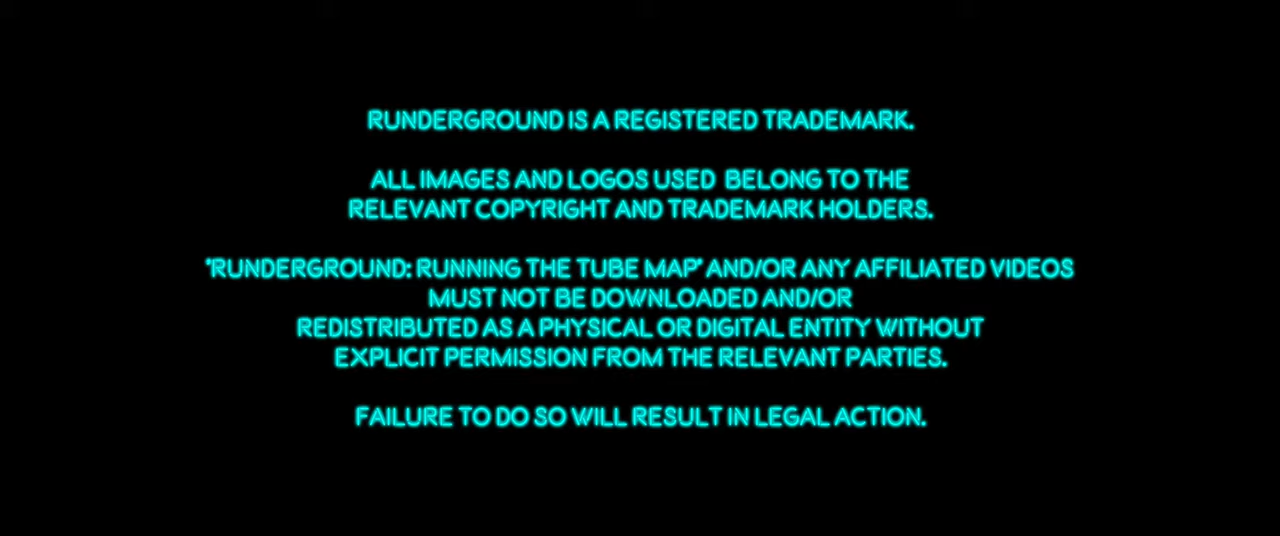 RUNDERGROUND IS A REGISTERED TRADEMARK.
ALL IMAGES AND LOGOS USED BELONG TO THE
RELEVANT COPYRIGHT AND TRADEMARK HOLDERS.
"RUNDERGROUND: RUNNING THE TUBE MAP" AND/OR ANY AFFILIATED VIDEOS
MUST NOT BE DOWNLOADED AND/OR
REDISTRIBUTED AS A PHYSICAL OR DIGITAL ENTITY WITHOUT
EXPLICIT PERMISSION FROM THE RELEVANT PARTIES.
FAILURE TO DO SO WILL RESULT IN LEGAL ACTION.